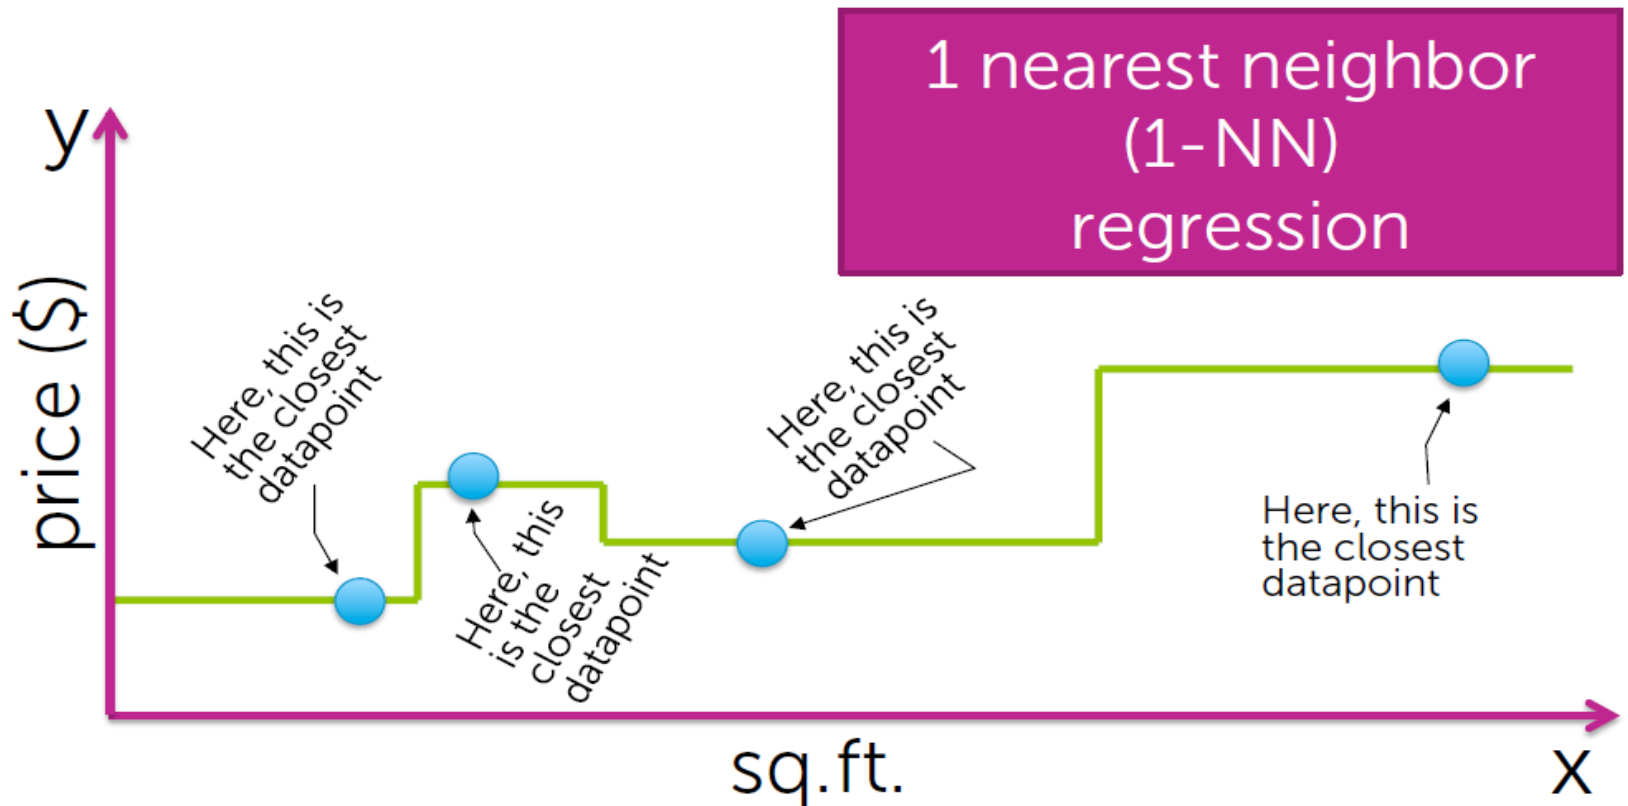 1 nearest neighbor
(1-NN)
regression
y
price ($)
Here, this is
the closest
datapoint
Here, this
is the
closest
datapoint
Here, this is
the closest
datapoint
Here, this is
the closest
datapoint
sq.ft.
x